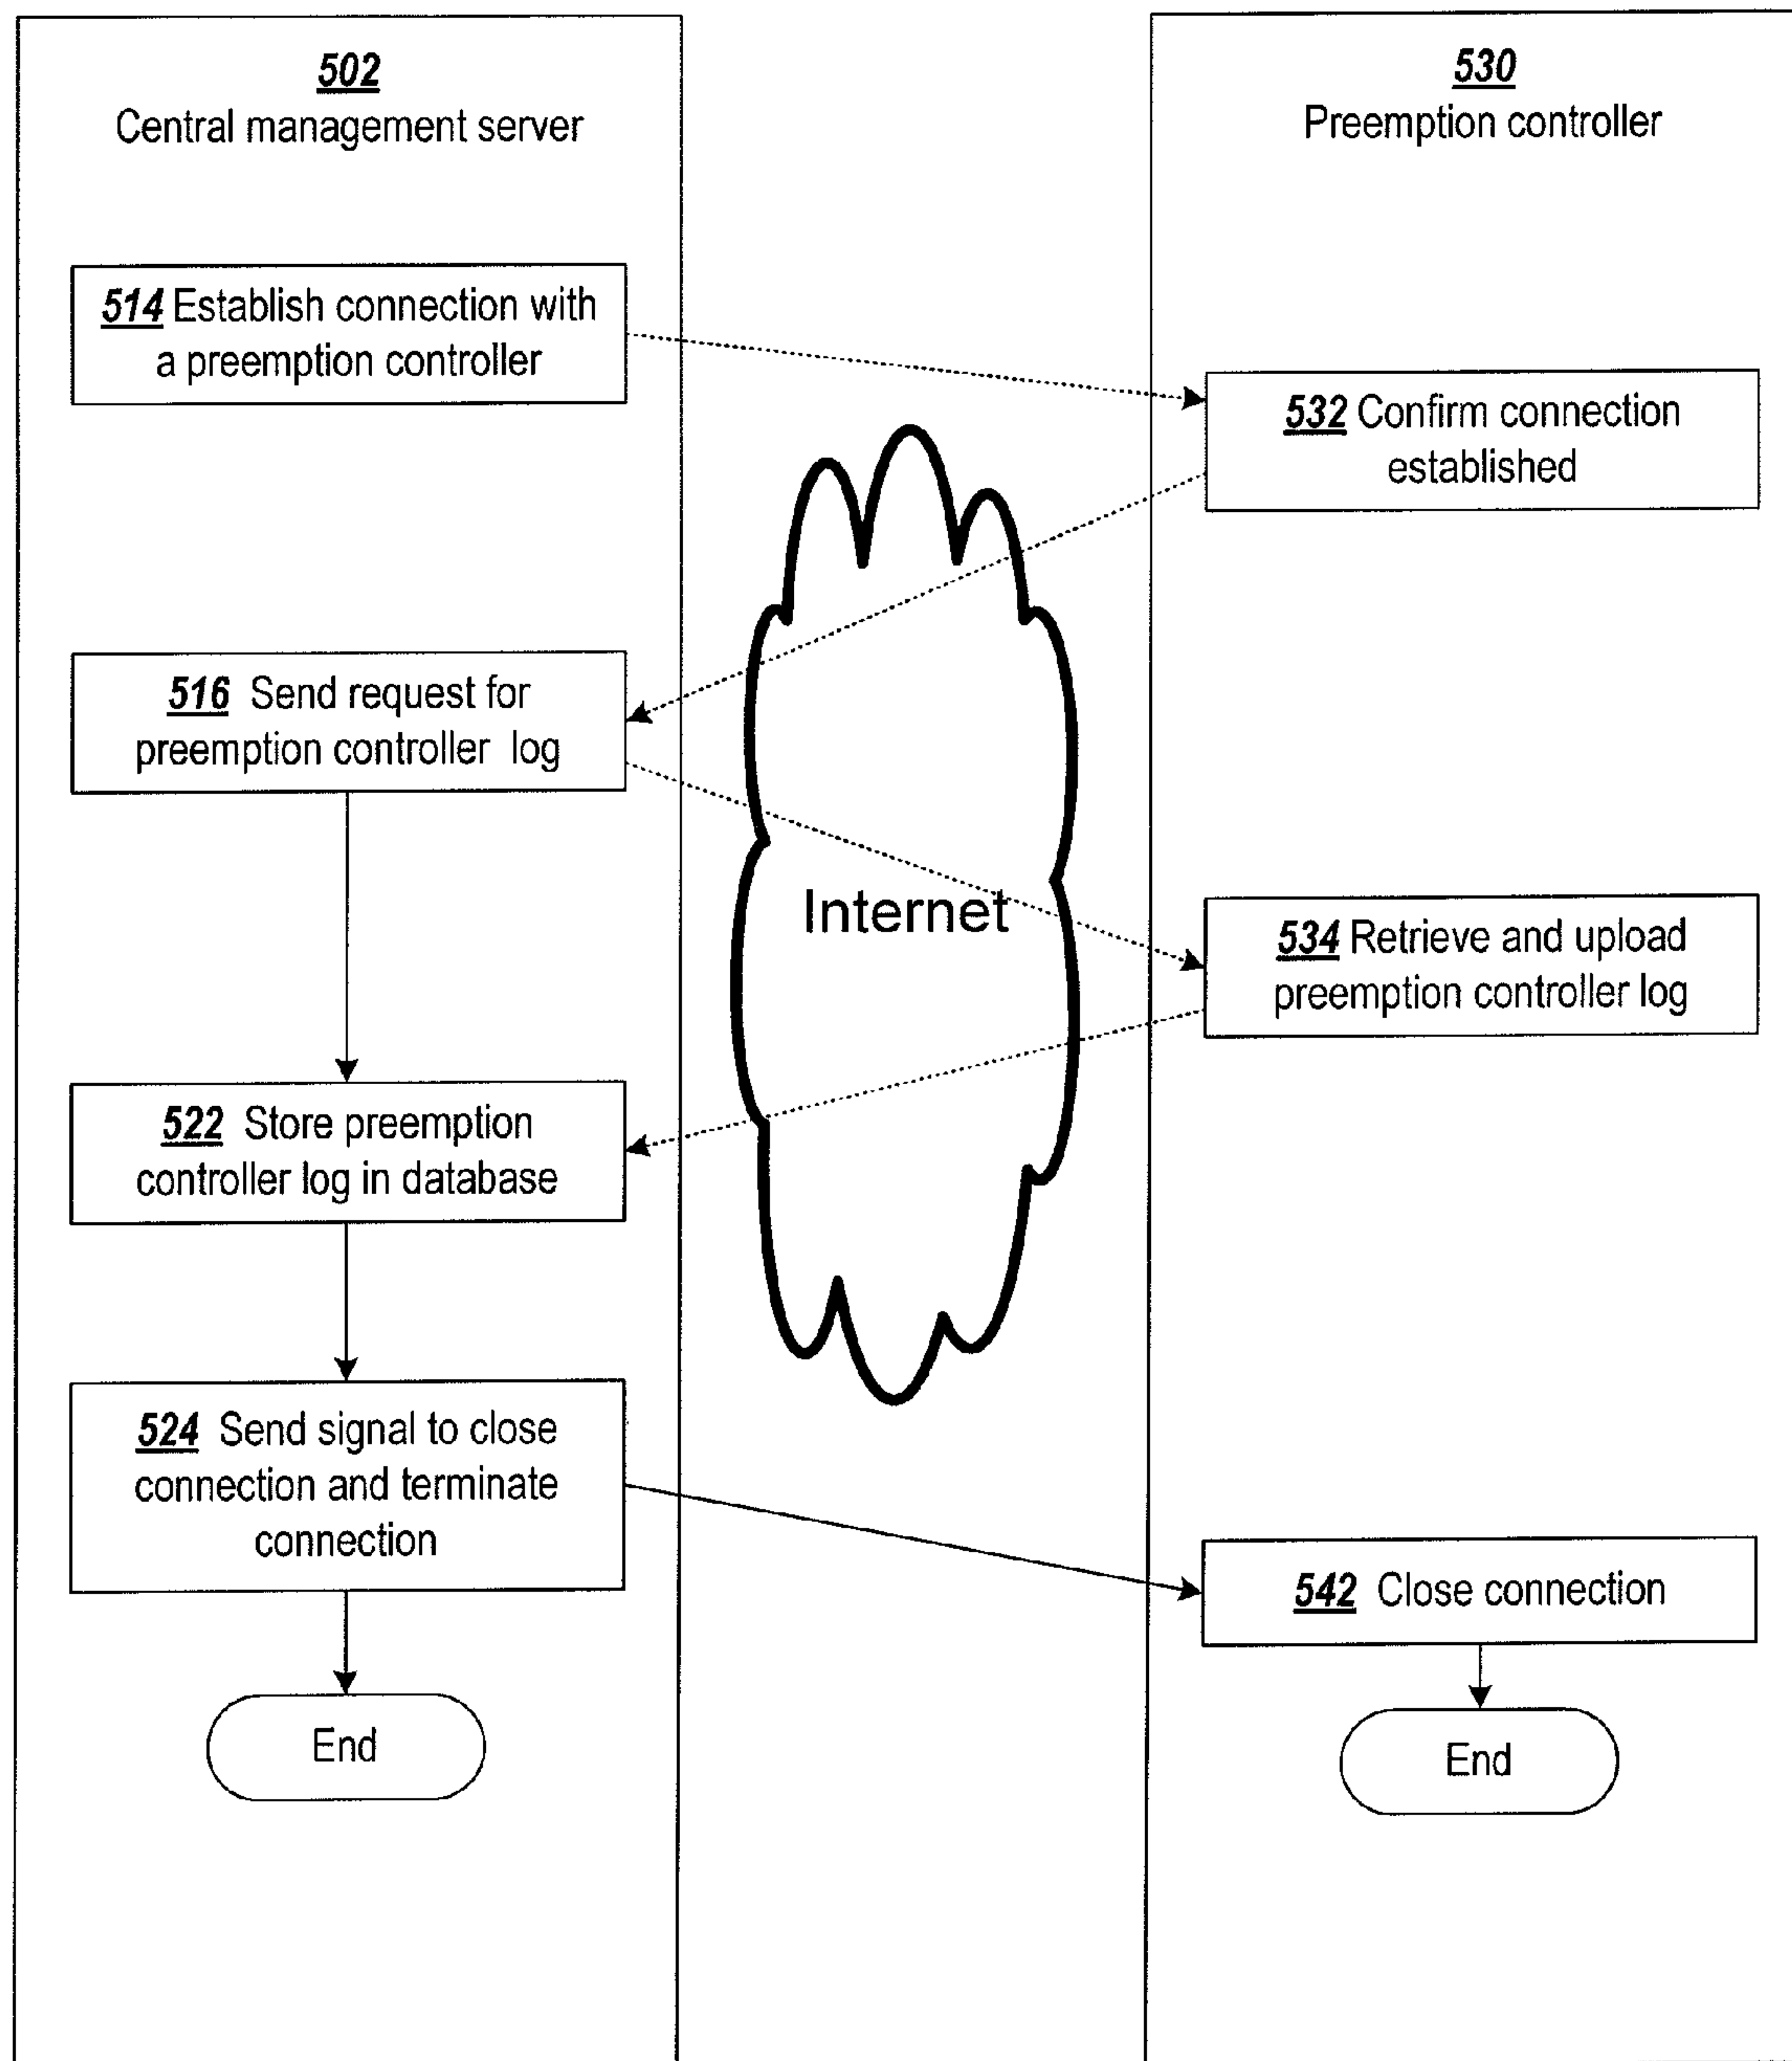 502
Central management server
514 Establish connection with
a preemption controller
516 Send request for
preemption controller log
522 Store preemption
controller log in database
524 Send signal to close
connection and terminate
connection
End
Internet
530
Preemption controller
532 Confirm connection
established
534 Retrieve and upload
preemption controller log
542 Close connection
End